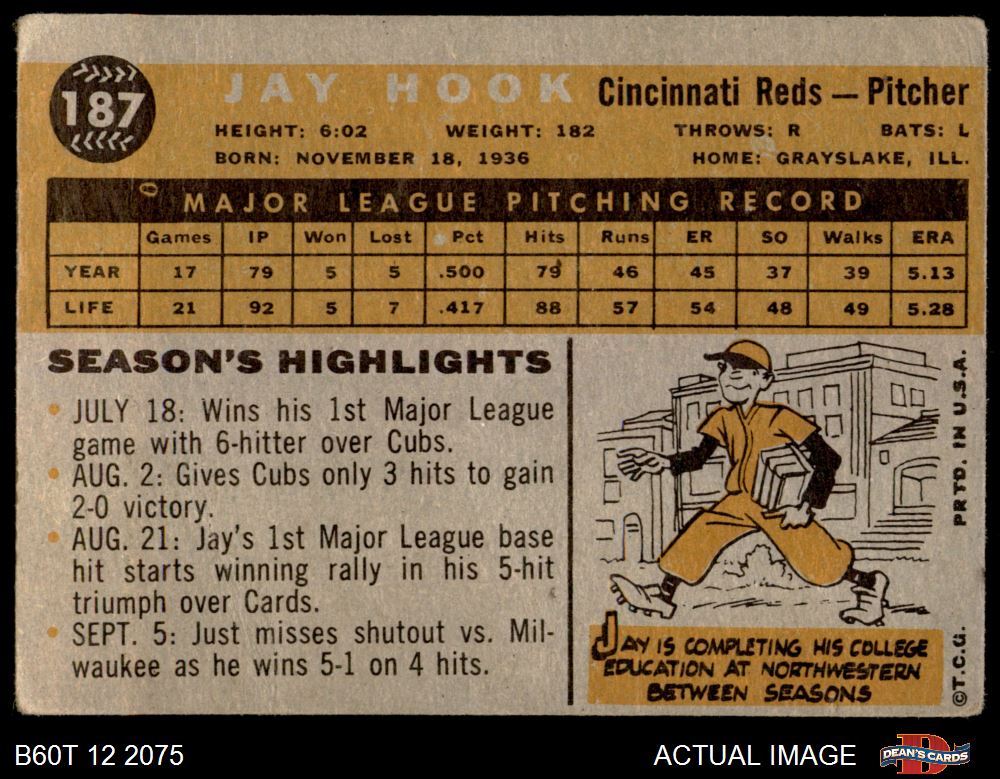 187
JAY HOOK Cincinnati Reds — Pitcher
HEIGHT: 6:02 WEIGHT: 182 THROWS: R BATS: L
BORN: NOVEMBER 18, 1936 HOME: GRAYSLAKE, ILL.
MAJOR LEAGUE PITCHING RECORD
Games IP Won Lost Pct Hits Runs ER SO Walks ERA
YEAR 17 79 5 5 .500 79 46 45 37 39 5.13
LIFE 21 92 5 7 .417 88 57 54 48 49 5.28
SEASON'S HIGHLIGHTS
• JULY 18: Wins his 1st Major League
game with 6-hitter over Cubs.
• AUG. 2: Gives Cubs only 3 hits to gain
2-0 victory.
• AUG. 21: Jay's 1st Major League base
hit starts winning rally in his 5-hit
triumph over Cards.
• SEPT. 5: Just misses shutout vs. Mil-
waukee as he wins 5-1 on 4 hits.
JAY IS COMPLETING HIS COLLEGE
EDUCATION AT NORTHWESTERN
BETWEEN SEASONS
©T.C.G. PRTD. IN U.S.A.
B60T 12 2075 ACTUAL IMAGE
DEAN'S CARDS